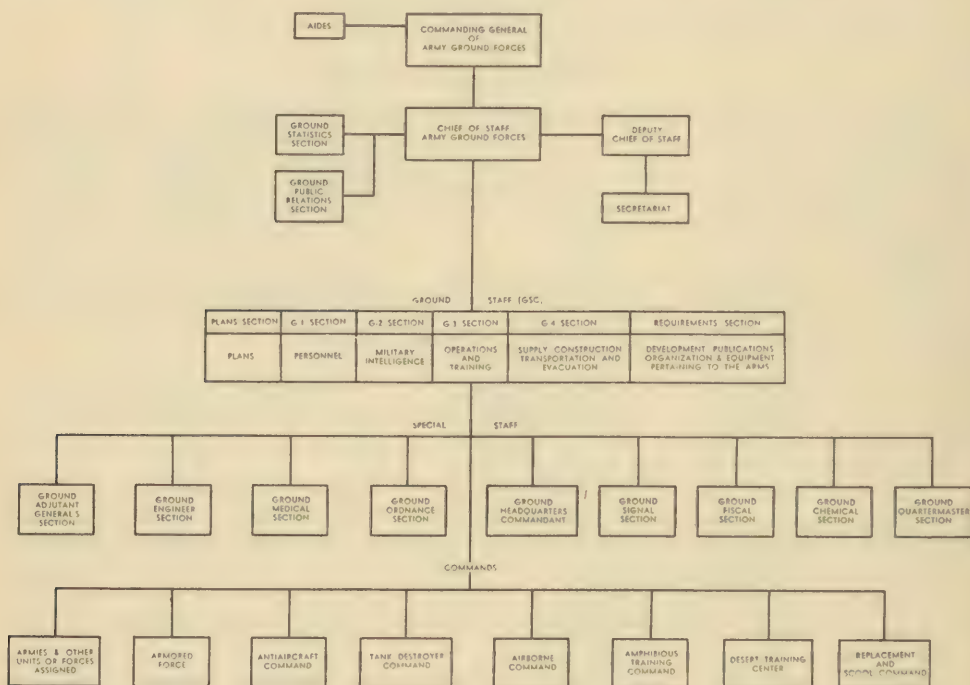 AIDES
COMMANDING GENERAL
OF
ARMY GROUND FORCES
GROUND
STATISTICS
SECTION
CHIEF OF STAFF
ARMY GROUND FORCES
DEPUTY
CHIEF OF STAFF
GROUND
PUBLIC
RELATIONS
SECTION
SECRETARIAT
GROUND STAFF (GSC,
PLANS SECTION G 1 SECTION G-2 SECTION G 3 SECTION G-4 SECTION REQUIREMENTS SECTION
PLANS
PERSONNEL
MILITARY
INTELLIGENCE
OPERATIONS
AND
TRAINING
SUPPLY CONSTRUCTION
TRANSPORTATION AND
EVACUATION
DEVELOPMENT PUBLICATIONS
ORGANIZATION & EQUIPMENT
PERTAINING TO THE ARMS
SPECIAL STAFF
GROUND
ADJUTANT
GENERAL'S
SECTION
GROUND
ENGINEER
SECTION
GROUND
MEDICAL
SECTION
GROUND
ORDNANCE
SECTION
GROUND
HEADQUARTERS
COMMANDANT
GROUND
SIGNAL
SECTION
GROUND
FISCAL
SECTION
GROUND
CHEMICAL
SECTION
GROUND
QUARTERMASTER
SECTION
COMMANDS
ARMIES & OTHER
UNITS OR FORCES
ASSIGNED
ARMORED
FORCE
ANTIAIRCRAFT
COMMAND
TANK DESTROYER
COMMAND
AIRBORNE
COMMAND
AMPHIBIOUS
TRAINING
COMMAND
DESERT TRAINING
CENTER
REPLACEMENT
AND
SCOOL COMMAND